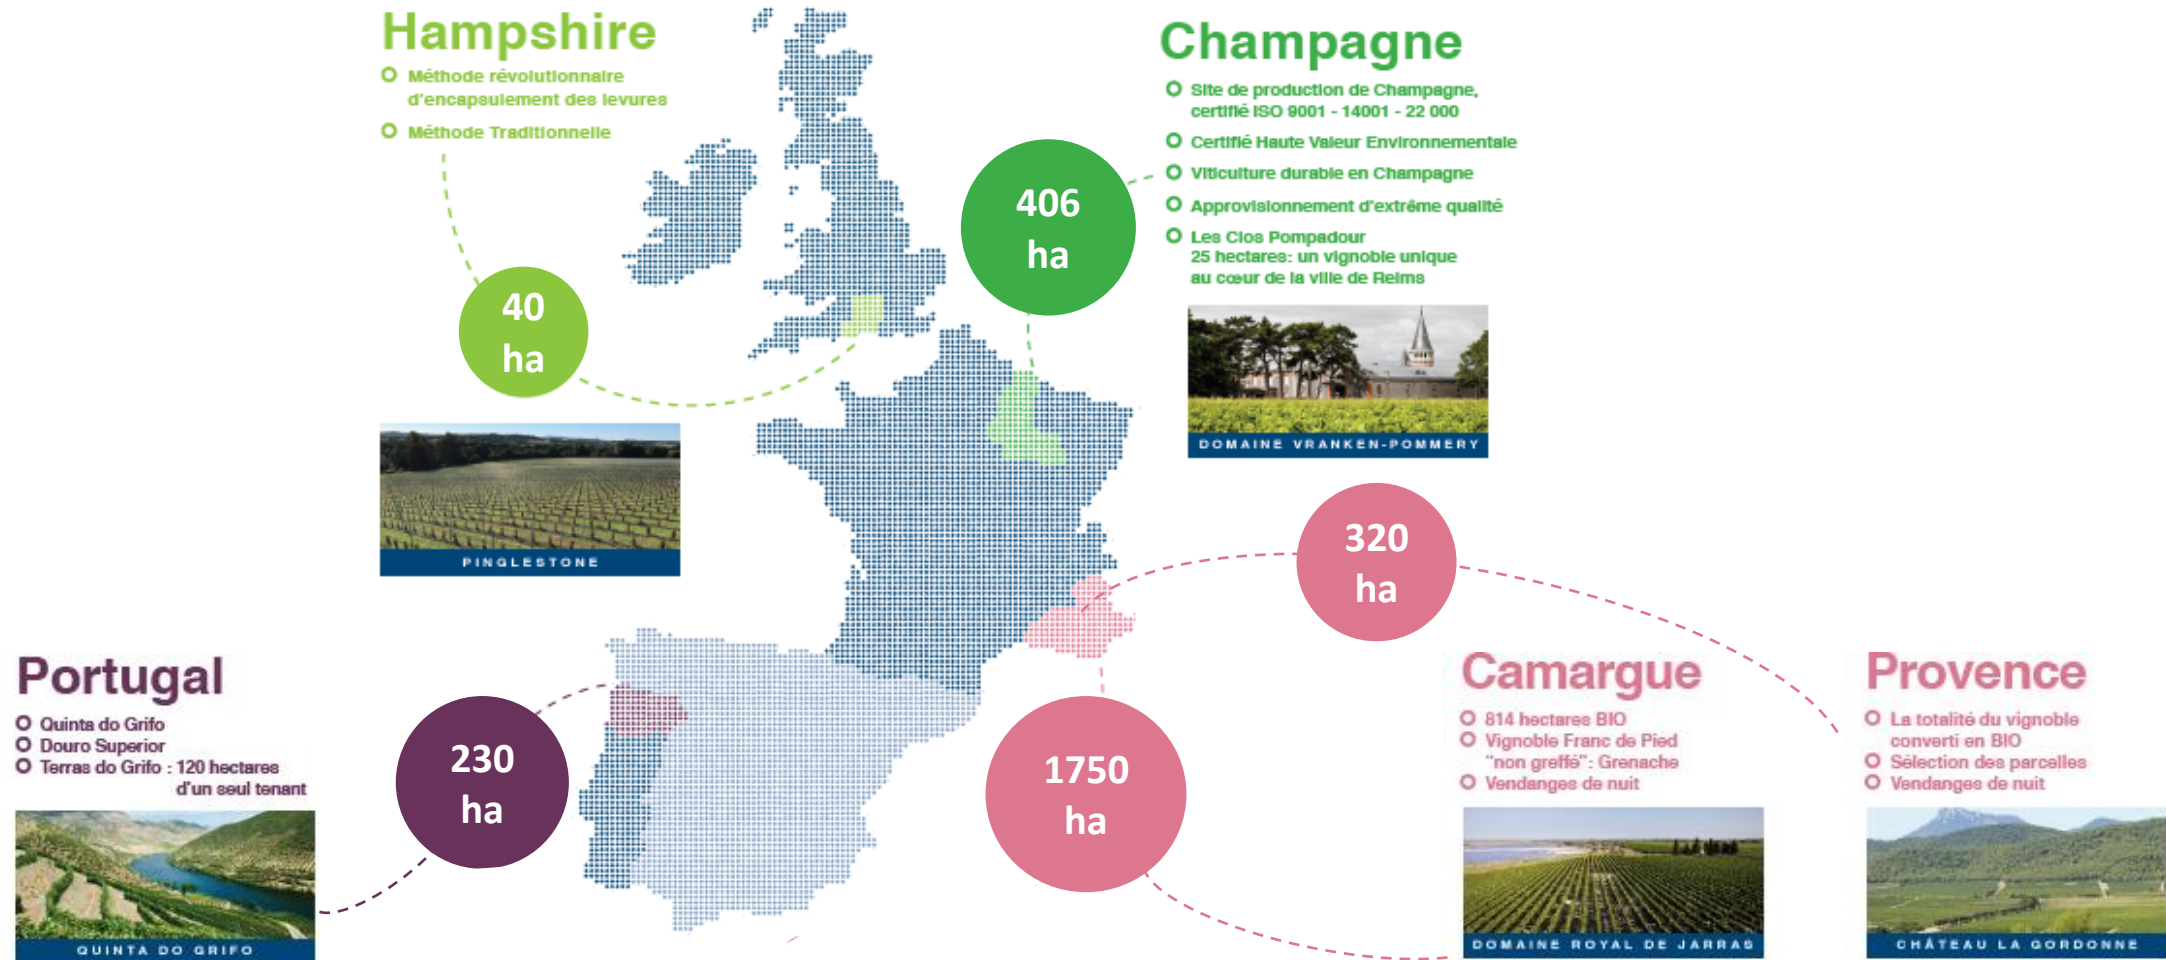 Hampshire
Méthode révolutionnaire
d'encapsulement des levures
Méthode Traditionnelle
40
ha
PINGLESTONE
Champagne
Site de production de Champagne,
certifié ISO 9001 - 14001 - 22 000
Certifié Haute Valeur Environnementale
Viticulture durable en Champagne
Approvisionnement d'extrême qualité
Les Clos Pompadour
25 hectares: un vignoble unique
au cœur de la ville de Reims
406
ha
DOMAINE VRANKEN-POMMERY
320
ha
Portugal
Quinta do Grifo
Douro Superior
Terras do Grifo : 120 hectares
d'un seul tenant
230
ha
QUINTA DO GRIFO
1750
ha
Camargue
814 hectares BIO
Vignoble Franc de Pied
"non greffé": Grenache
Vendanges de nuit
DOMAINE ROYAL DE JARRAS
Provence
La totalité du vignoble
converti en BIO
Sélection des parcelles
Vendanges de nuit
CHÂTEAU LA GORDONNE